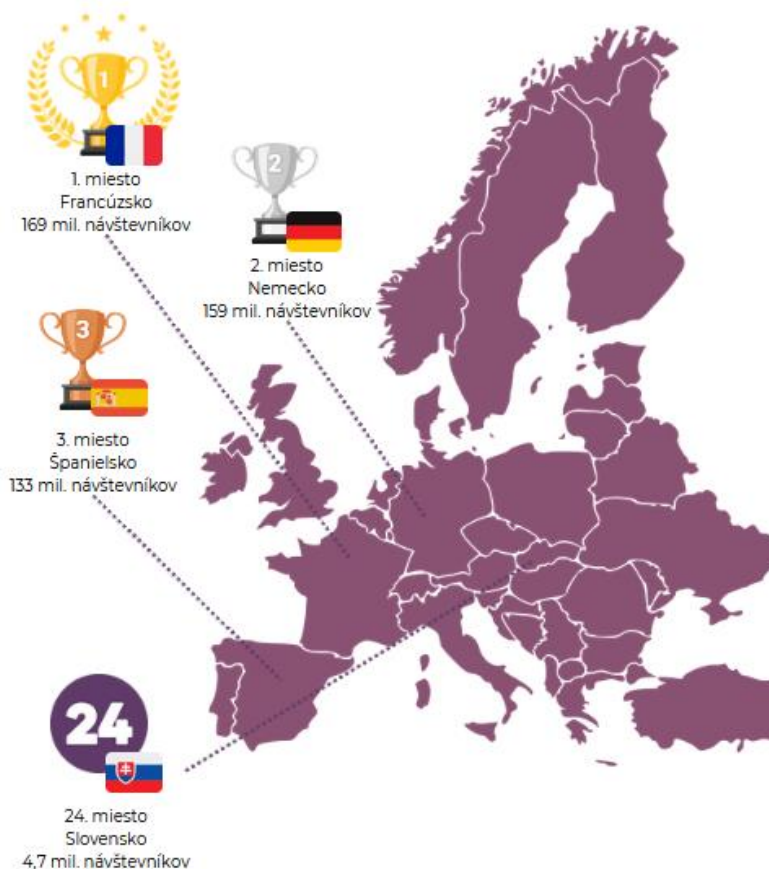 1
1. miesto
Francúzsko
169 mil. návštevníkov
2
2. miesto
Nemecko
159 mil. návštevníkov
3
3. miesto
Španielsko
133 mil. návštevníkov
24
24. miesto
Slovensko
4,7 mil. návštevníkov